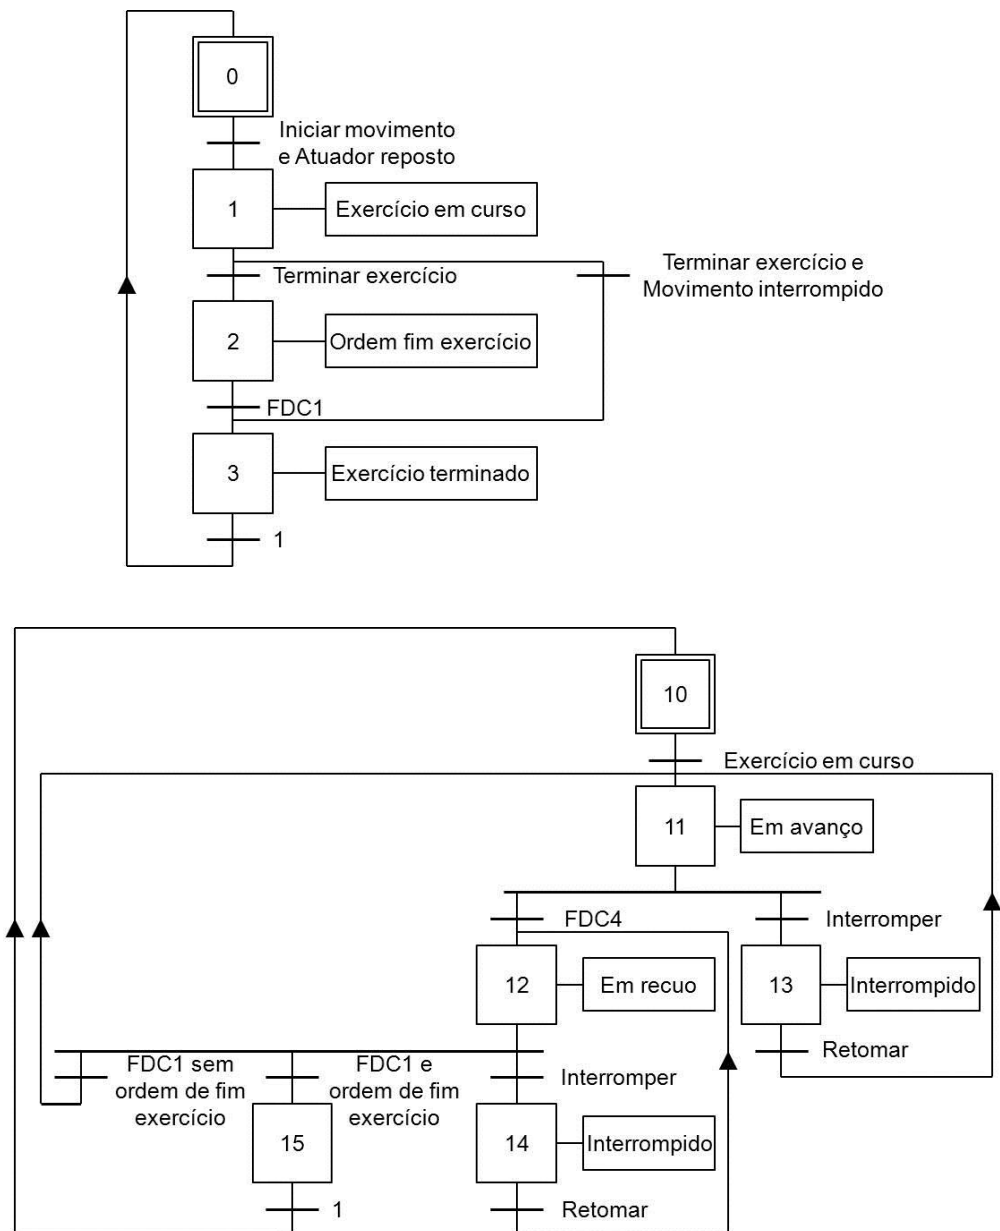 0
Iniciar movimento
e Atuador reposto
1
Exercício em curso
Terminar exercício
Terminar exercício e
Movimento interrompido
2
Ordem fim exercício
FDC1
3
Exercício terminado
1
10
Exercício em curso
11
Em avanço
FDC4
Interromper
12
Em recuo
13
Interrompido
FDC1 sem
ordem de fim
exercício
FDC1 e
ordem de fim
exercício
Interromper
Retomar
15
14
Interrompido
1
Retomar